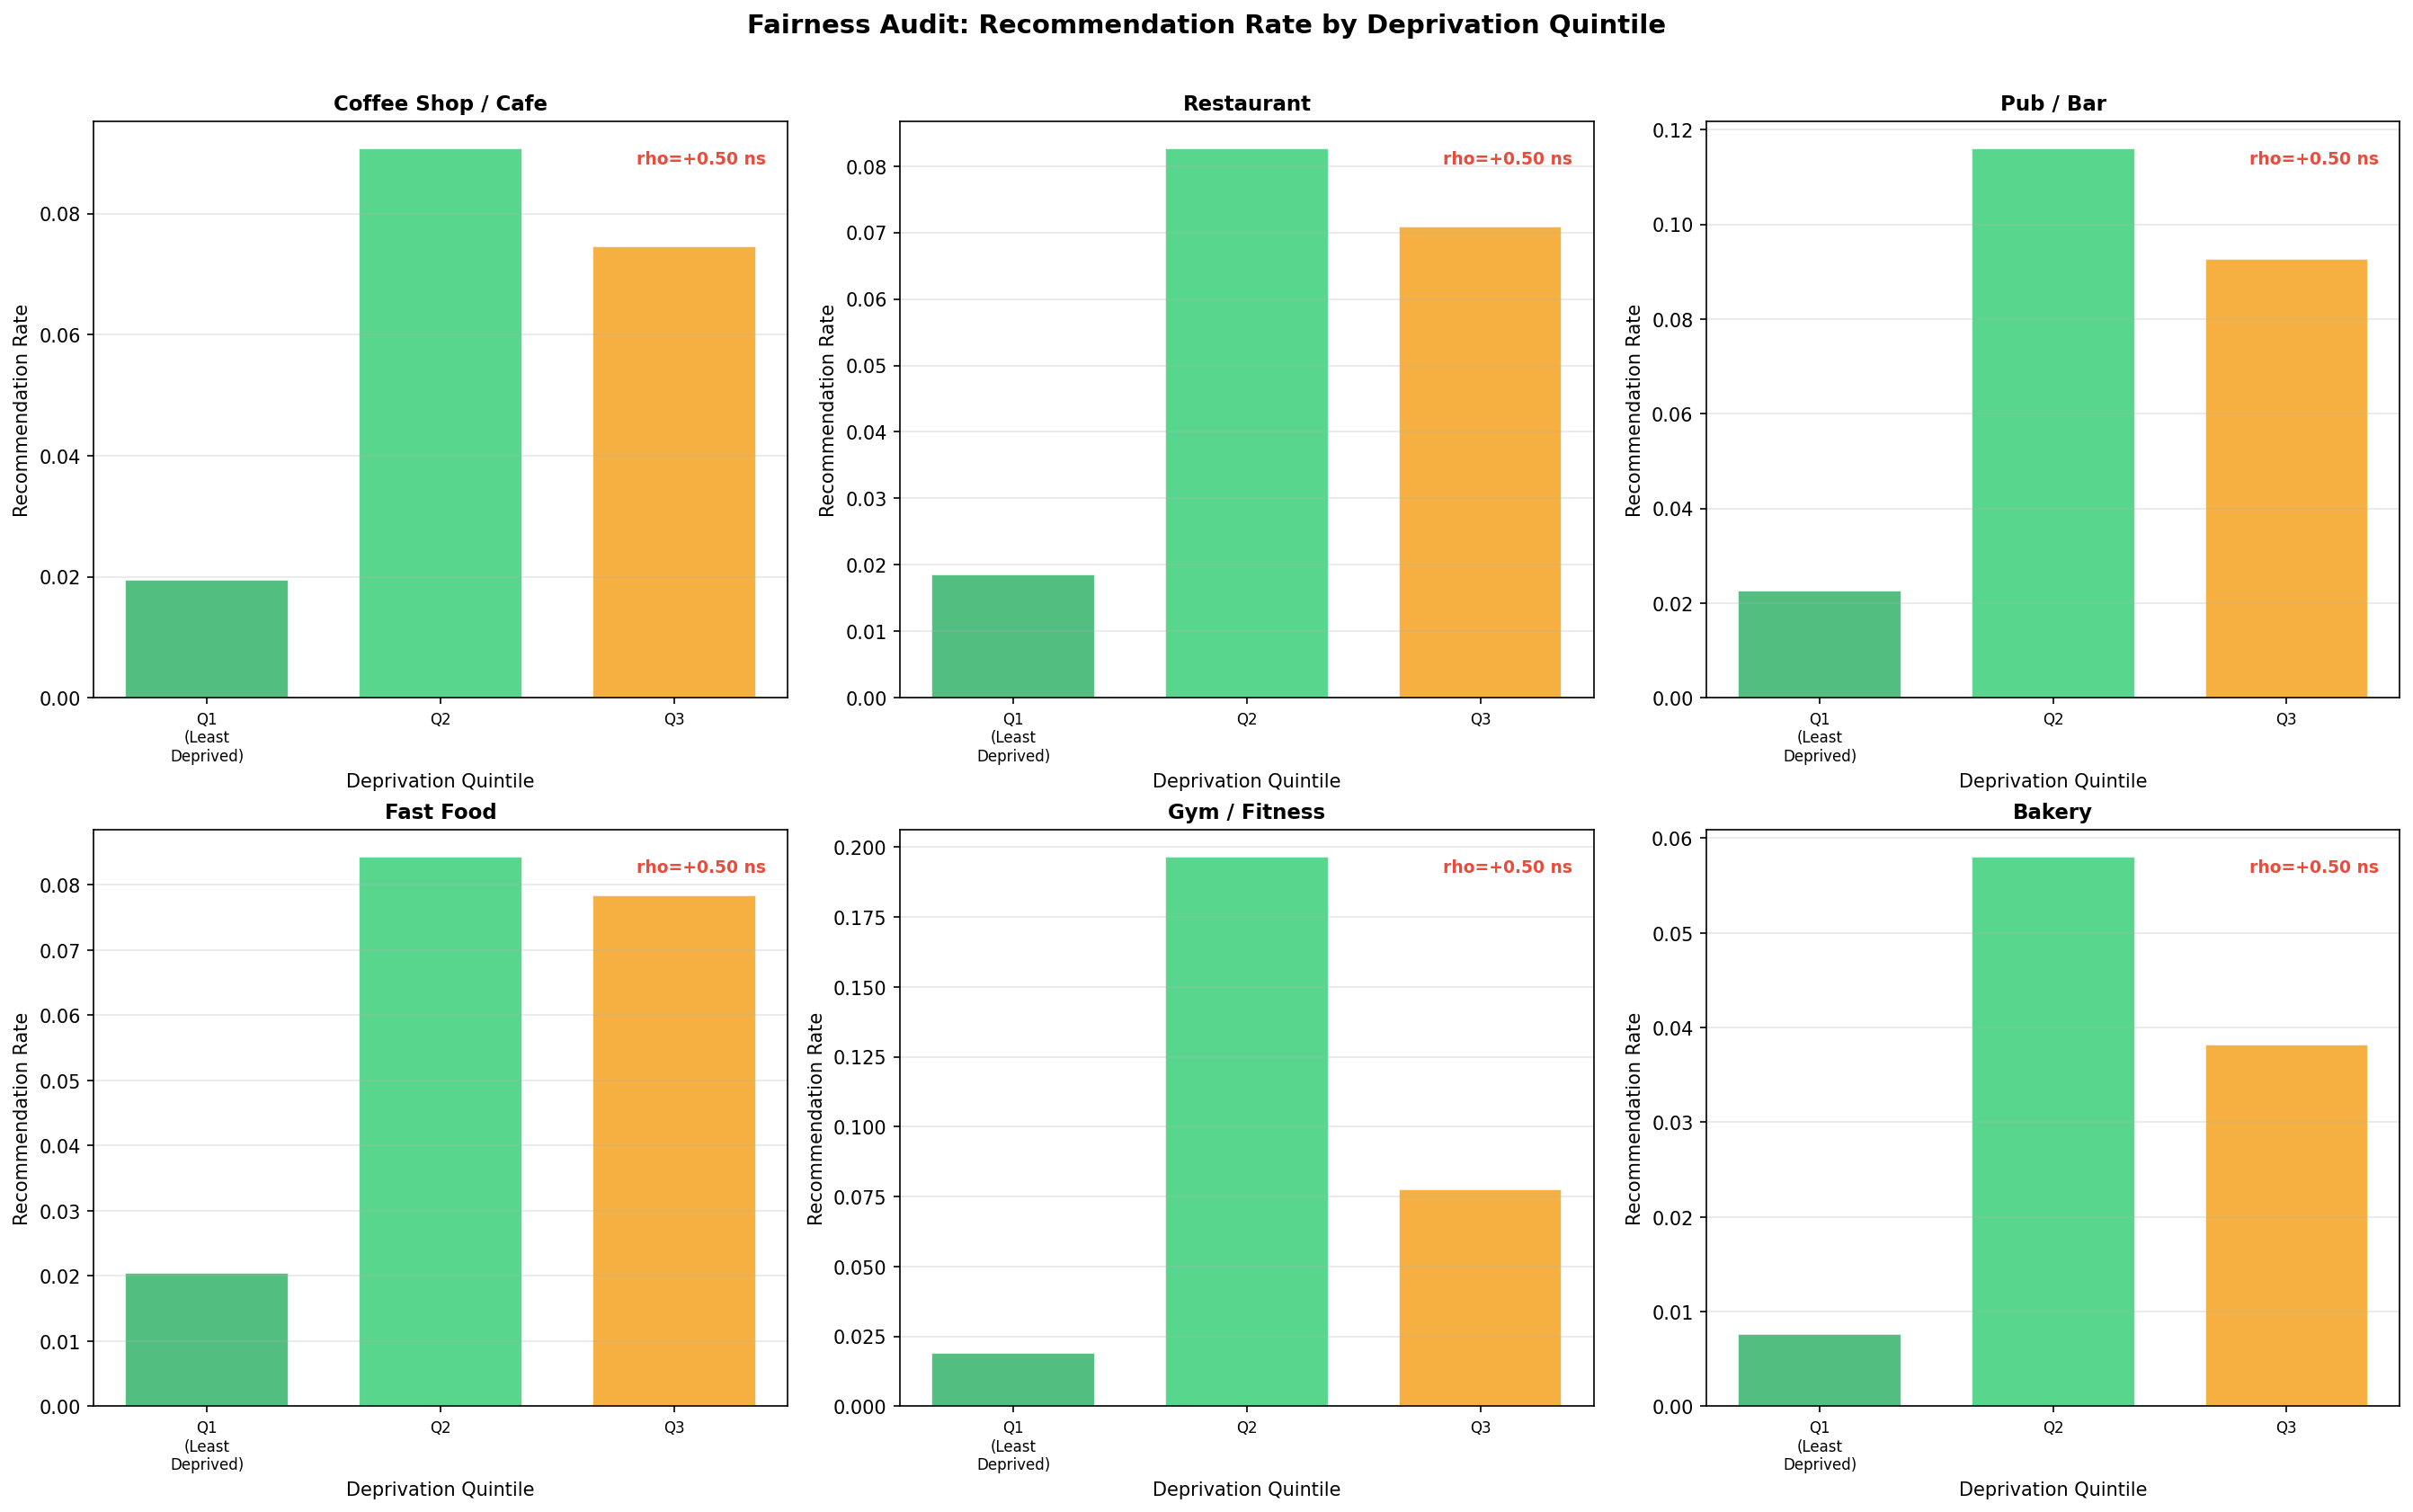 Fairness Audit: Recommendation Rate by Deprivation Quintile
Coffee Shop / Cafe
rho=+0.50 ns
Recommendation Rate
0.08
0.06
0.04
0.02
0.00
Q1
(Least
Deprived)
Q2
Q3
Deprivation Quintile
Restaurant
rho=+0.50 ns
Recommendation Rate
0.08
0.07
0.06
0.05
0.04
0.03
0.02
0.01
0.00
Q1
(Least
Deprived)
Q2
Q3
Deprivation Quintile
Pub / Bar
rho=+0.50 ns
Recommendation Rate
0.12
0.10
0.08
0.06
0.04
0.02
0.00
Q1
(Least
Deprived)
Q2
Q3
Deprivation Quintile
Fast Food
rho=+0.50 ns
Recommendation Rate
0.08
0.07
0.06
0.05
0.04
0.03
0.02
0.01
0.00
Q1
(Least
Deprived)
Q2
Q3
Deprivation Quintile
Gym / Fitness
rho=+0.50 ns
Recommendation Rate
0.200
0.175
0.150
0.125
0.100
0.075
0.050
0.025
0.000
Q1
(Least
Deprived)
Q2
Q3
Deprivation Quintile
Bakery
rho=+0.50 ns
Recommendation Rate
0.06
0.05
0.04
0.03
0.02
0.01
0.00
Q1
(Least
Deprived)
Q2
Q3
Deprivation Quintile